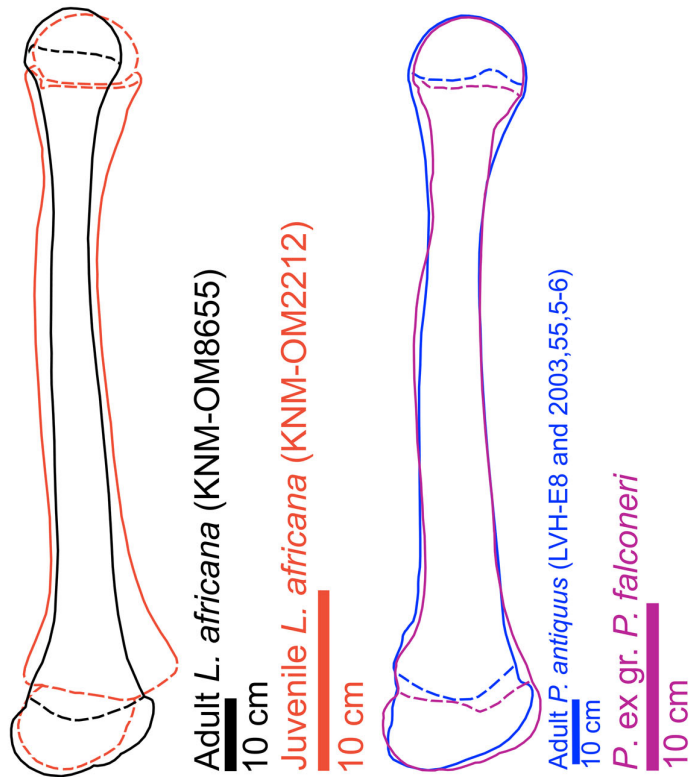 Adult L. africana (KNM-OM8655)
10 cm
Juvenile L. africana (KNM-OM2212)
10 cm
Adult P. antiquus (LVH-E8 and 2003,55,5-6)
10 cm
P. ex gr. P. falconeri
10 cm